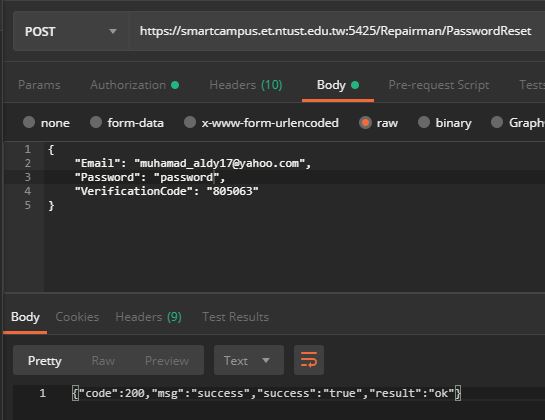 POST https://smartcampus.et.ntust.edu.tw:5425/Repairman/PasswordReset
Params Authorization Headers (10) Body Pre-request Script Tests
none form-data x-www-form-urlencoded raw binary Graph
1 {
2 "Email": "muhamad_aldy17@yahoo.com",
3 "Password": "password",
4 "VerificationCode": "805063"
5 }
Body Cookies Headers (9) Test Results
Pretty Raw Preview Text
1 {"code":200,"msg":"success","success":"true","result":"ok"}